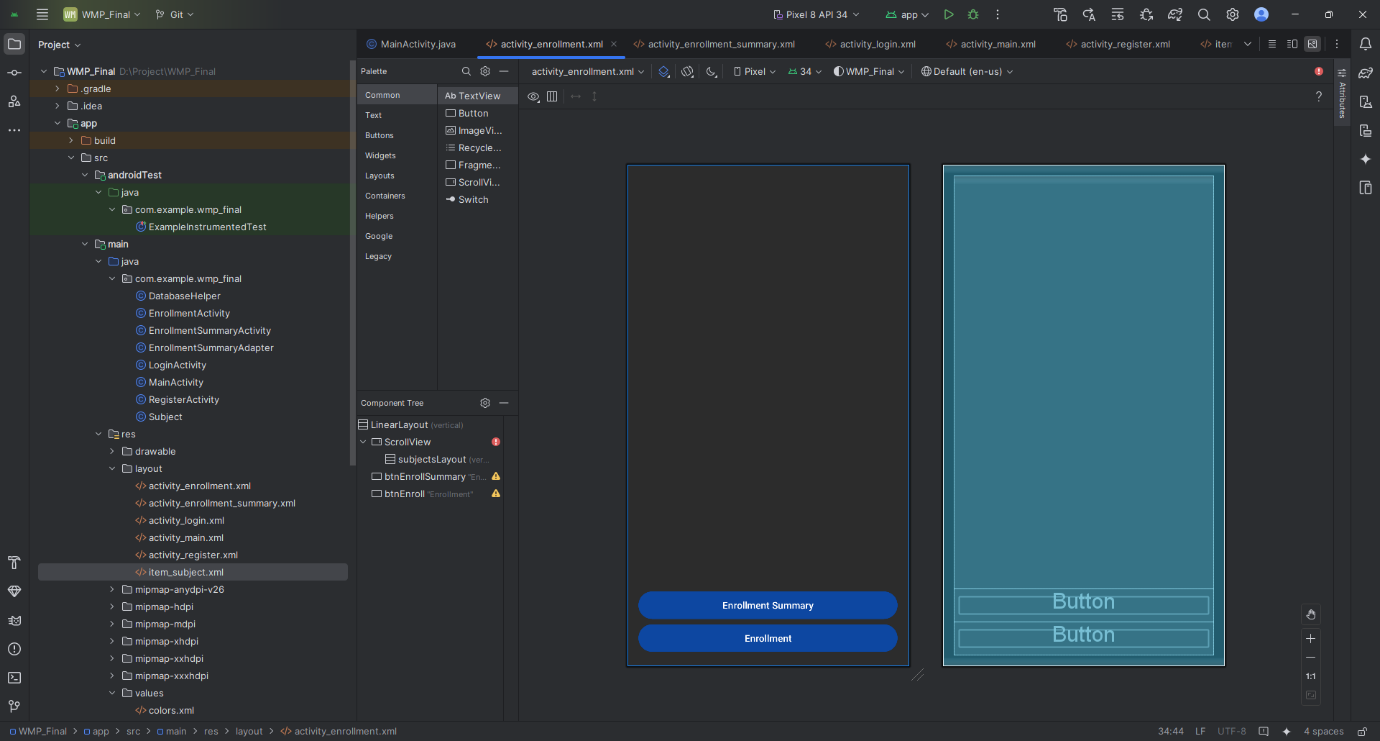 WM WMP_Final Git Pixel 8 API 34 app
Project MainActivity.java activity_enrollment.xml activity_enrollment_summary.xml activity_login.xml activity_main.xml activity_register.xml
WMP_Final D:\Project\WMP_Final
.gradle
.idea
app
build
src
androidTest
java
com.example.wmp_final
ExampleInstrumentedTest
main
java
com.example.wmp_final
DatabaseHelper
EnrollmentActivity
EnrollmentSummaryActivity
EnrollmentSummaryAdapter
LoginActivity
MainActivity
RegisterActivity
Subject
res
drawable
layout
activity_enrollment.xml
activity_enrollment_summary.xml
activity_login.xml
activity_main.xml
activity_register.xml
item_subject.xml
mipmap-anydpi-v26
mipmap-hdpi
mipmap-mdpi
mipmap-xhdpi
mipmap-xxhdpi
mipmap-xxxhdpi
values
colors.xml
Palette
Common
Text
Buttons
Widgets
Layouts
Containers
Helpers
Google
Legacy
Ab TextView
Button
ImageVi...
Recycle...
Fragme...
ScrollVi...
Switch
Component Tree
LinearLayout (vertical)
ScrollView
subjectsLayout (ver...
btnEnrollSummary "En...
btnEnroll "Enrollment"
activity_enrollment.xml Pixel 34 WMP_Final Default (en-us)
Enrollment Summary
Enrollment
Button
Button
1:1
Attributes
WMP_Final > app > src > main > res > layout > activity_enrollment.xml 34:44 LF UTF-8 4 spaces